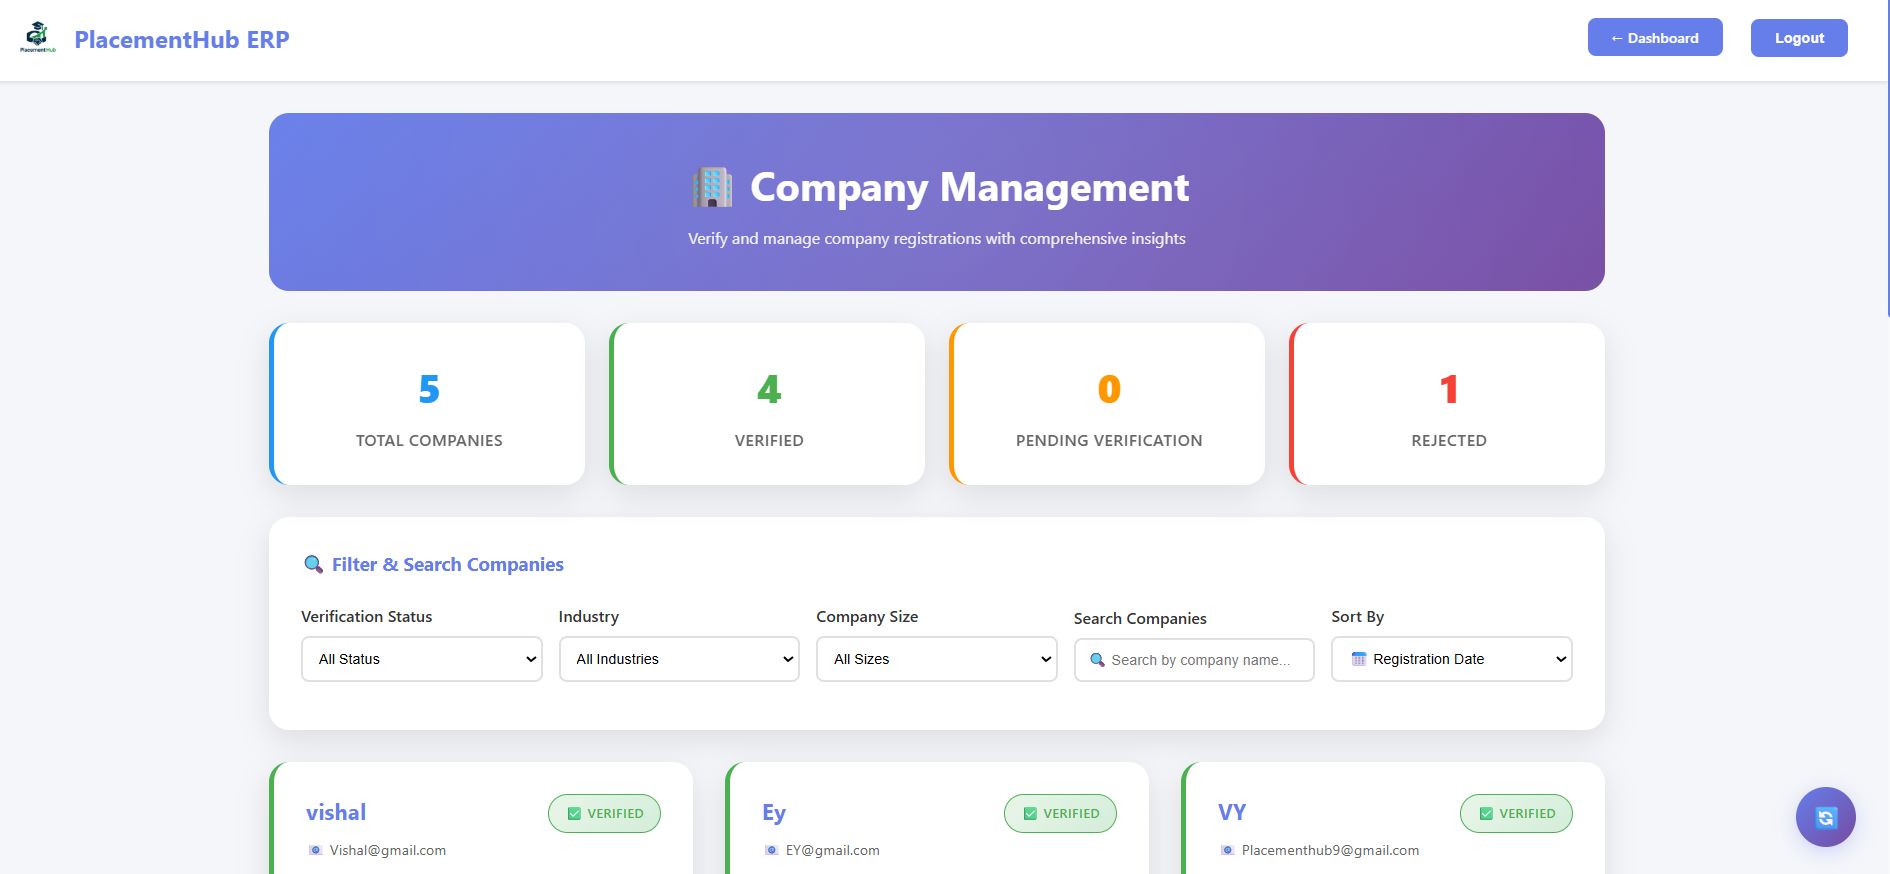 PlacementHub
PlacementHub ERP
← Dashboard
Logout
Company Management
Verify and manage company registrations with comprehensive insights
5
TOTAL COMPANIES
4
VERIFIED
0
PENDING VERIFICATION
1
REJECTED
Filter & Search Companies
Verification Status
All Status
Industry
All Industries
Company Size
All Sizes
Search Companies
Search by company name...
Sort By
Registration Date
vishal
VERIFIED
Vishal@gmail.com
Ey
VERIFIED
EY@gmail.com
VY
VERIFIED
Placementhub9@gmail.com